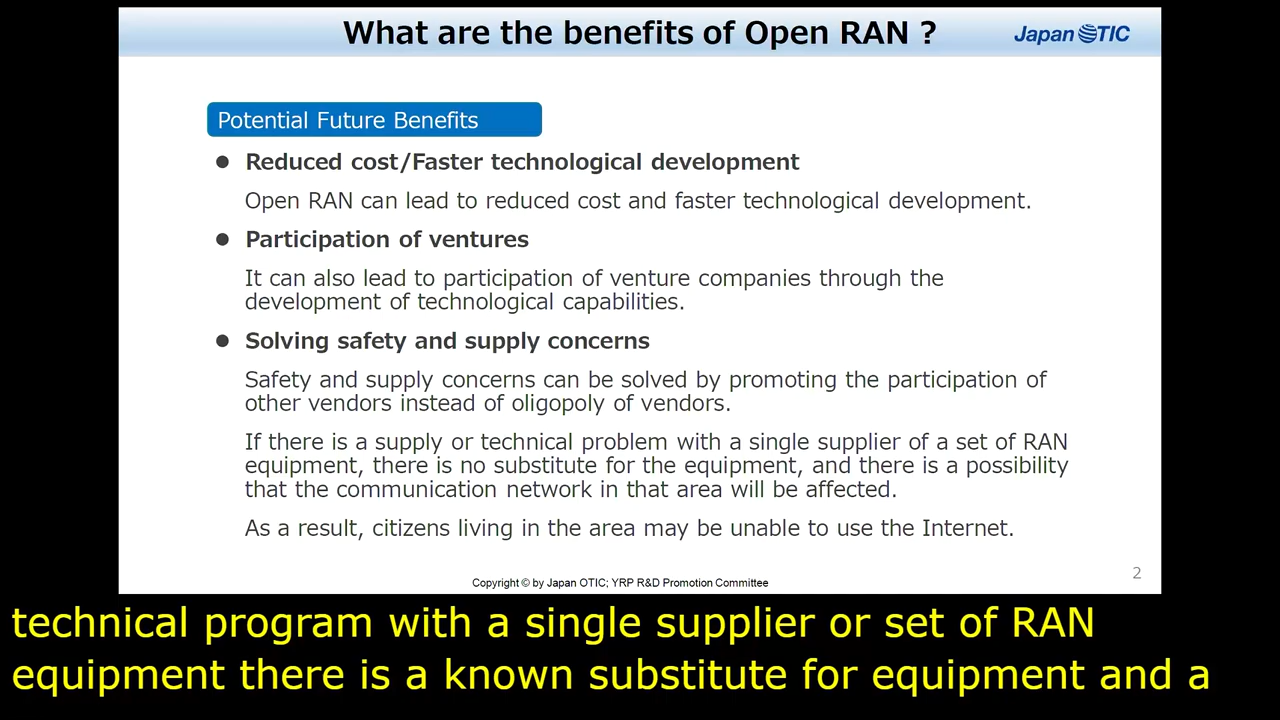 What are the benefits of Open RAN ?
Japan OTIC
Potential Future Benefits
● Reduced cost/Faster technological development
Open RAN can lead to reduced cost and faster technological development.
● Participation of ventures
It can also lead to participation of venture companies through the
development of technological capabilities.
● Solving safety and supply concerns
Safety and supply concerns can be solved by promoting the participation of
other vendors instead of oligopoly of vendors.
If there is a supply or technical problem with a single supplier of a set of RAN
equipment, there is no substitute for the equipment, and there is a possibility
that the communication network in that area will be affected.
As a result, citizens living in the area may be unable to use the Internet.
2
Copyright © by Japan OTIC; YRP R&D Promotion Committee
technical program with a single supplier or set of RAN
equipment there is a known substitute for equipment and a